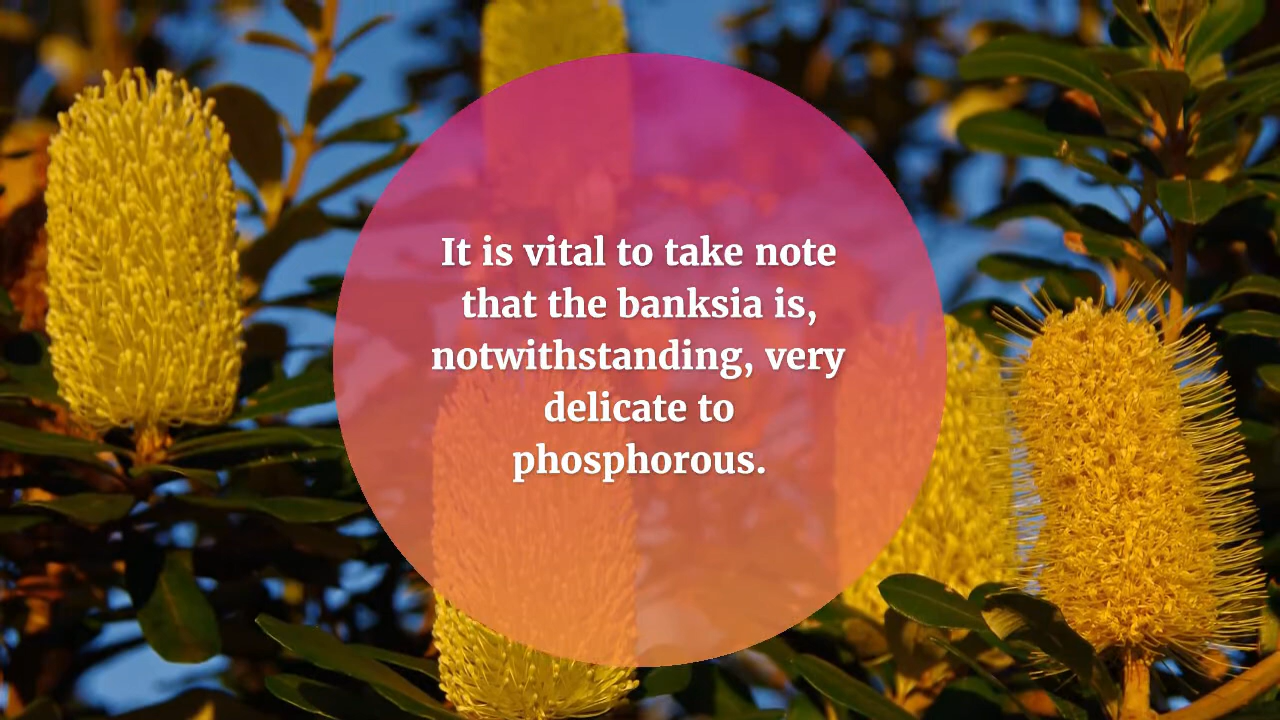 It is vital to take note
that the banksia is,
notwithstanding, very
delicate to
phosphorous.